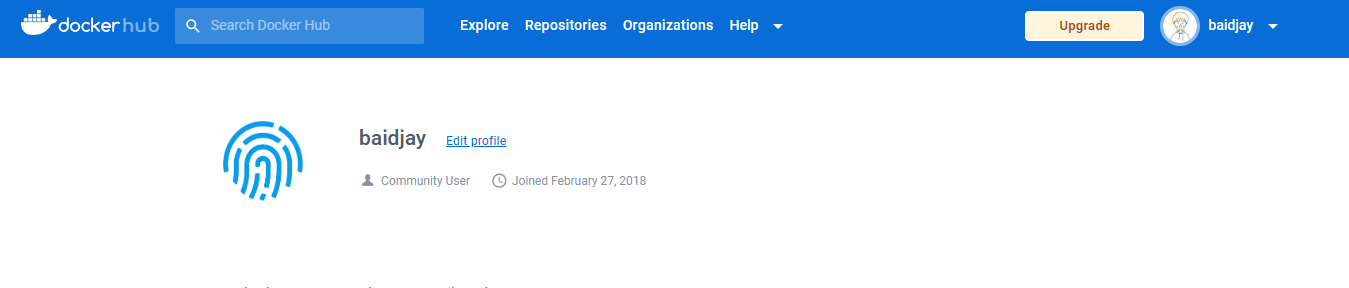 dockerhub Search Docker Hub Explore Repositories Organizations Help Upgrade baidjay
baidjay Edit profile
Community User Joined February 27, 2018